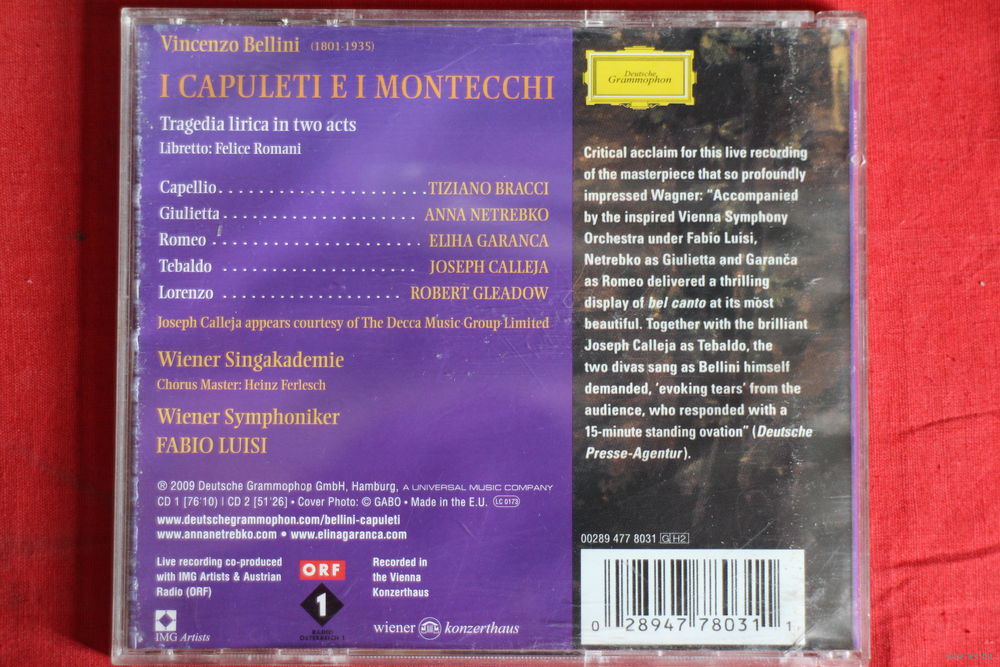 Vincenzo Bellini (1801-1935)
I CAPULETI E I MONTECCHI
Tragedia lirica in two acts
Libretto: Felice Romani
Capellio......................TIZIANO BRACCI
Giulietta.................... ANNA NETREBKO
Romeo ...................... ELIHA GARANCA
Tebaldo .................... JOSEPH CALLEJA
Lorenzo ................... ROBERT GLEADOW
Joseph Calleja appears courtesy of The Decca Music Group Limited
Wiener Singakademie
Chorus Master: Heinz Ferlesch
Wiener Symphoniker
FABIO LUISI
℗ 2009 Deutsche Grammophop GmbH, Hamburg, A UNIVERSAL MUSIC COMPANY
CD 1 [76'10) | CD 2 [51'26] • Cover Photo: © GABO • Made in the E.U. LC 0173
www.deutschegrammophon.com/bellini-capuleti
www.annanetrebko.com • www.elinagaranca.com
Live recording co-produced
with IMG Artists & Austrian
Radio (ORF)
IMG Artists
ORF
1
RADIO
ÖSTERREICH 1
Recorded in
the Vienna
Konzerthaus
wiener konzerthaus
Deutsche
Grammophon
Critical acclaim for this live recording
of the masterpiece that so profoundly
impressed Wagner: “Accompanied
by the inspired Vienna Symphony
Orchestra under Fabio Luisi,
Netrebko as Giulietta and Garanča
as Romeo delivered a thrilling
display of bel canto at its most
beautiful. Together with the brilliant
Joseph Calleja as Tebaldo, the
two divas sang as Bellini himself
demanded, ‘evoking tears’ from the
audience, who responded with a
15-minute standing ovation” (Deutsche
Presse-Agentur).
00289 477 8031 G H2
0 28947 78031 1